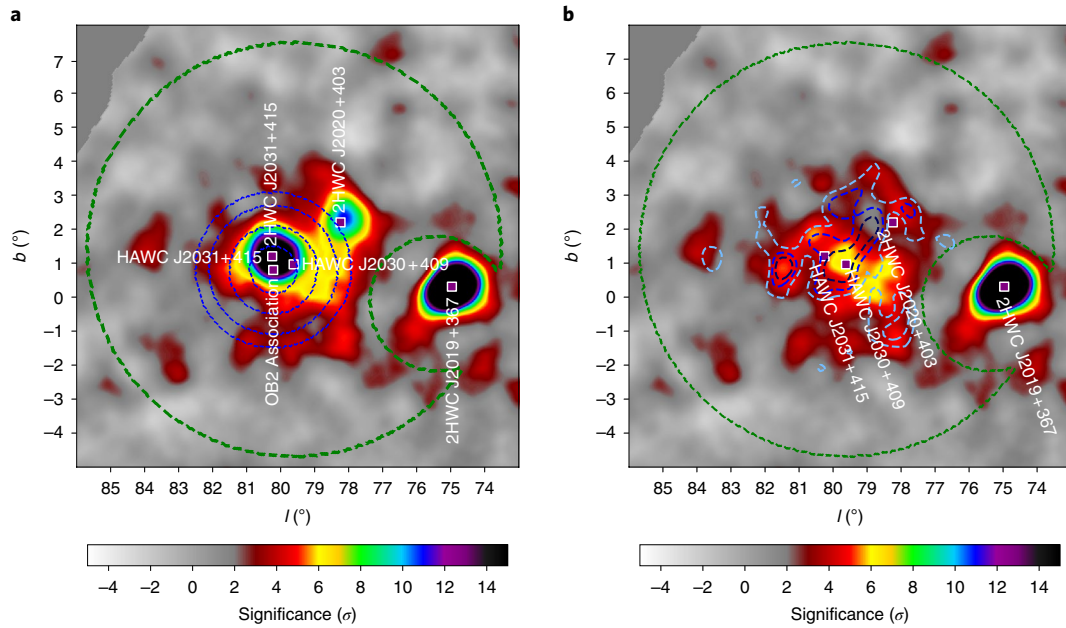 a
7
6
5
4
3
2
1
0
−1
−2
−3
−4
b (°)
2HWC J2020+403
2HWC J2031+415
HAWC J2031+415
HAWC J2030+409
OB2 Association
2HWC J2019+367
85 84 83 82 81 80 79 78 77 76 75 74
l (°)
−4 −2 0 2 4 6 8 10 12 14
Significance (σ)
b
7
6
5
4
3
2
1
0
−1
−2
−3
−4
b (°)
2HWC J2020+403
HAWC J2031+415
HAWC J2030+409
2HWC J2019+367
85 84 83 82 81 80 79 78 77 76 75 74
l (°)
−4 −2 0 2 4 6 8 10 12 14
Significance (σ)